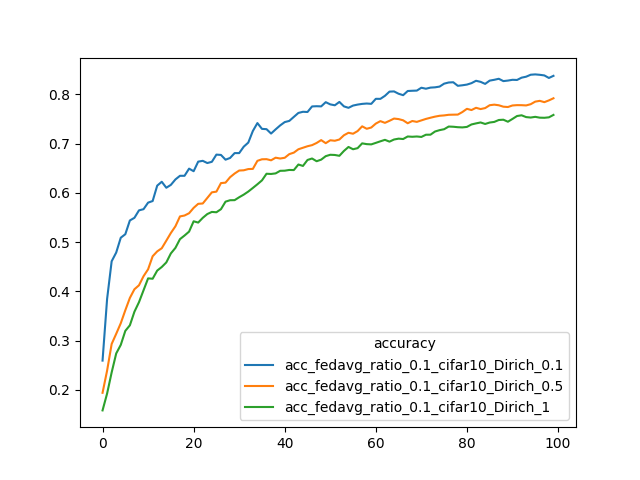 0.8
0.7
0.6
0.5
0.4
0.3
0.2
accuracy
acc_fedavg_ratio_0.1_cifar10_Dirich_0.1
acc_fedavg_ratio_0.1_cifar10_Dirich_0.5
acc_fedavg_ratio_0.1_cifar10_Dirich_1
0 20 40 60 80 100